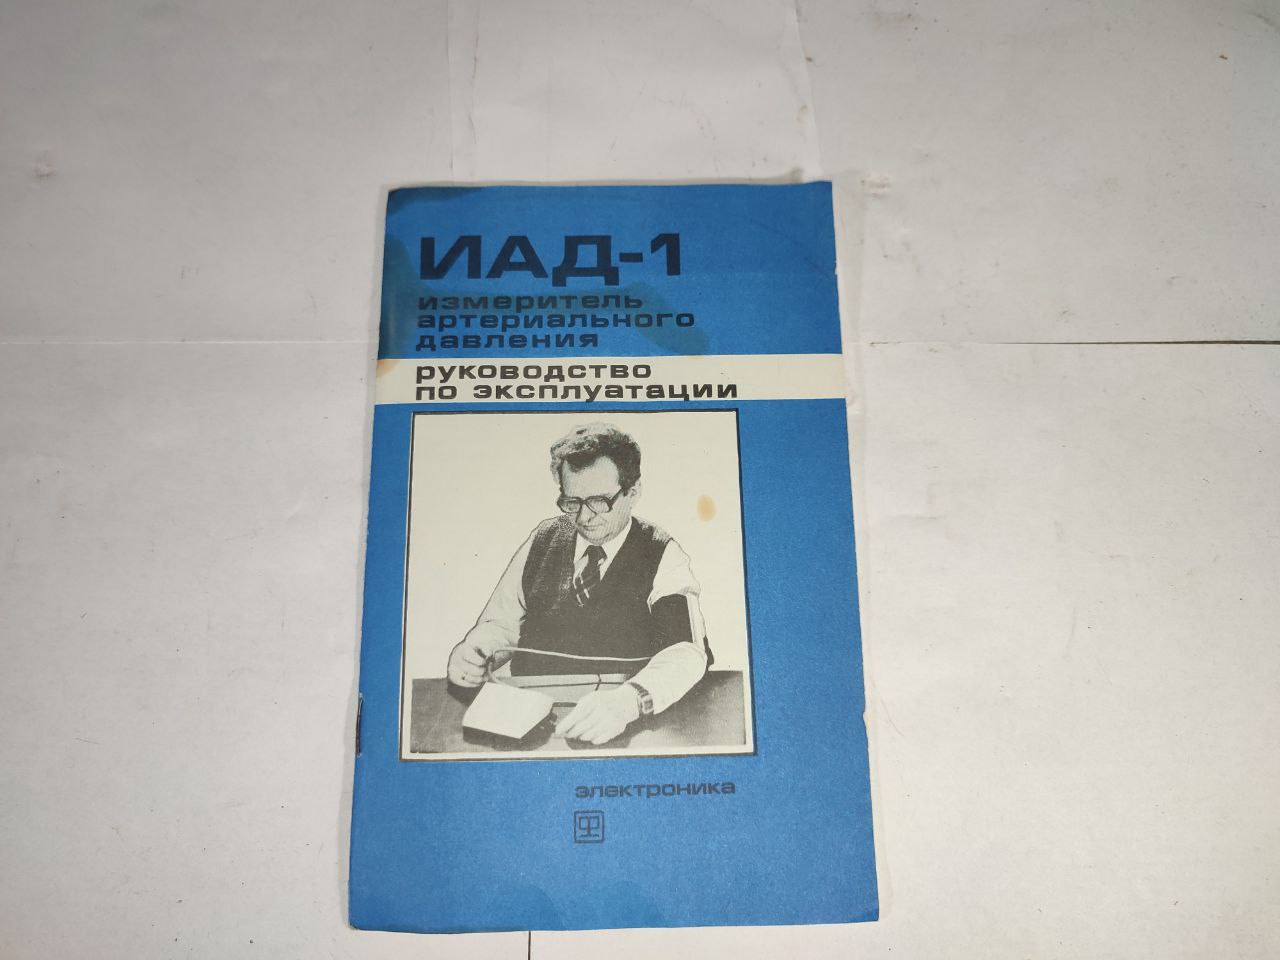 ИАД-1
измеритель
артериального
давления
руководство
по эксплуатации
электроника